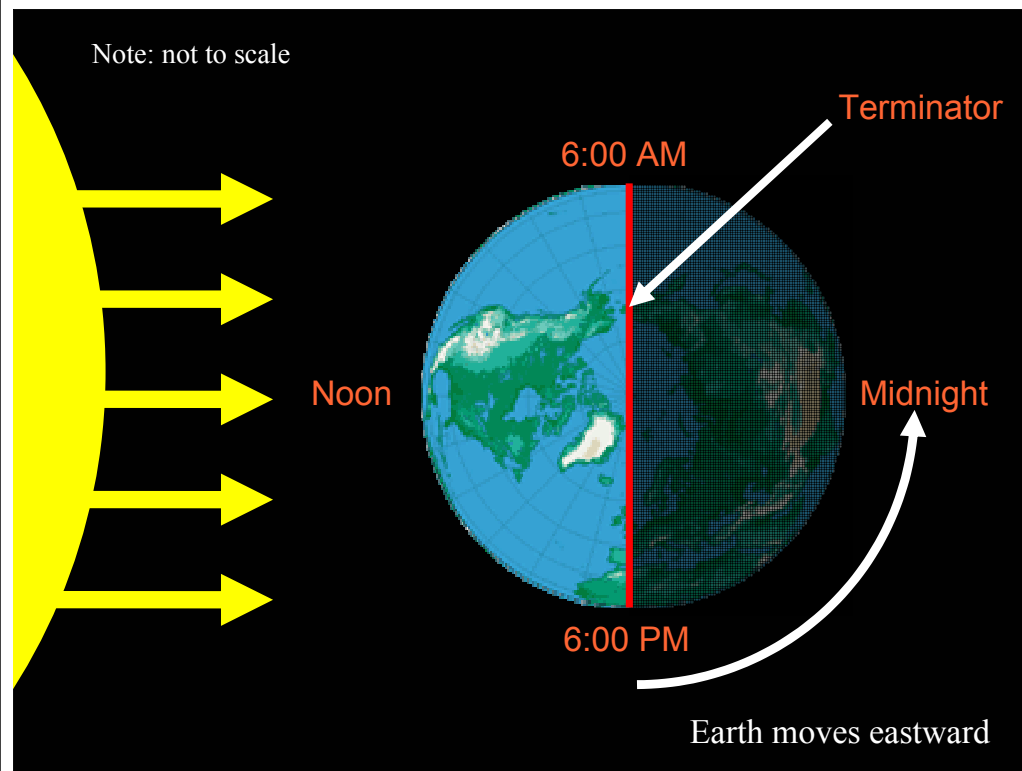 Note: not to scale
Terminator
6:00 AM
Noon
Midnight
6:00 PM
Earth moves eastward